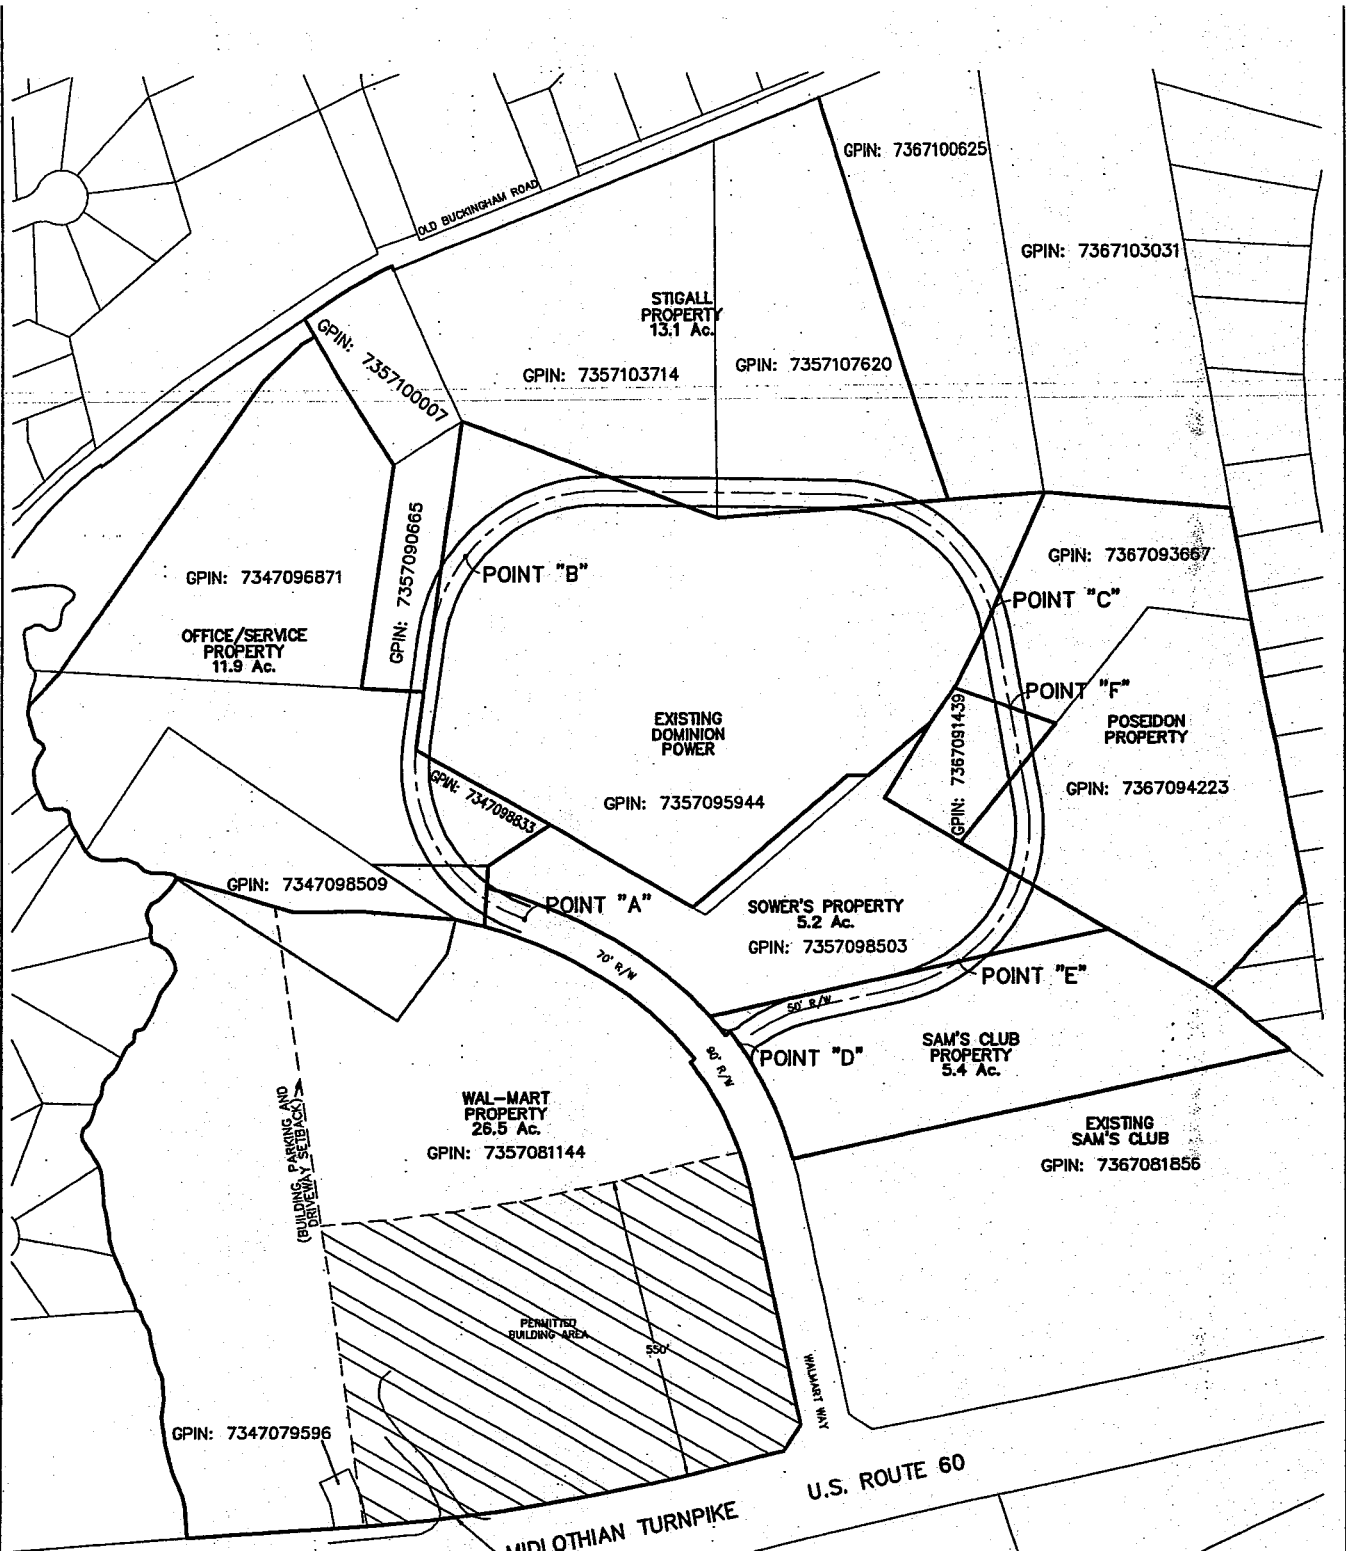 GPIN: 7367100625
OLD BUCKINGHAM ROAD
GPIN: 7367103031
STIGALL
PROPERTY
13.1 Ac.
GPIN: 7357100007
GPIN: 7357103714
GPIN: 7357107620
GPIN: 7357090665
GPIN: 7367093667
GPIN: 7347096871
POINT "B"
POINT "C"
OFFICE/SERVICE
PROPERTY
11.9 Ac.
POINT "F"
EXISTING
DOMINION
POWER
GPIN: 7367091439
POSEIDON
PROPERTY
GPIN: 7347098833
GPIN: 7357095944
GPIN: 7367094223
GPIN: 7347098509
POINT "A"
SOWER'S PROPERTY
5.2 Ac.
GPIN: 7357098503
70' R/W
POINT "E"
50' R/W
90' R/W
POINT "D"
SAM'S CLUB
PROPERTY
5.4 Ac.
(BUILDING, PARKING AND
DRIVEWAY SETBACK)
WAL-MART
PROPERTY
26.5 Ac.
GPIN: 7357081144
EXISTING
SAM'S CLUB
GPIN: 7367081856
PERMITTED
BUILDING AREA
550'
WALMART WAY
GPIN: 7347079596
U.S. ROUTE 60
MIDLOTHIAN TURNPIKE